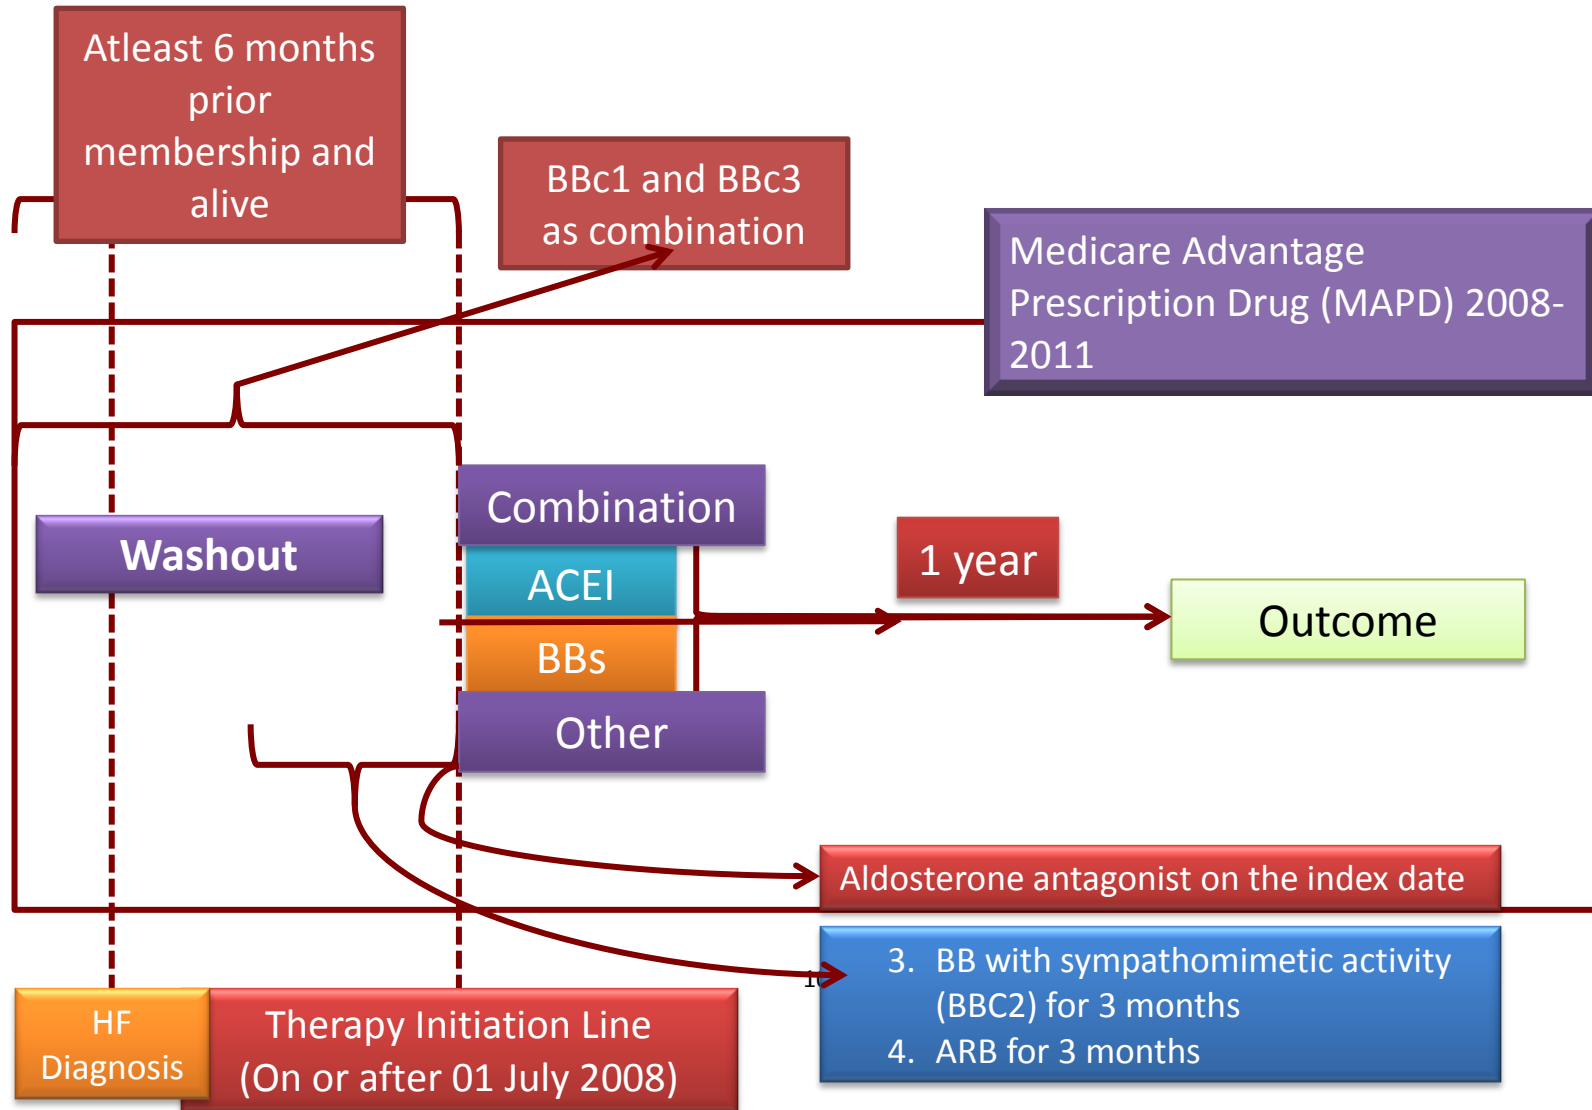 Atleast 6 months
prior
membership and
alive
BBc1 and BBc3
as combination
Medicare Advantage
Prescription Drug (MAPD) 2008-
2011
Combination
Washout
ACEI
1 year
Outcome
BBs
Other
Aldosterone antagonist on the index date
3. BB with sympathomimetic activity
(BBC2) for 3 months
4. ARB for 3 months
HF
Diagnosis
Therapy Initiation Line
(On or after 01 July 2008)